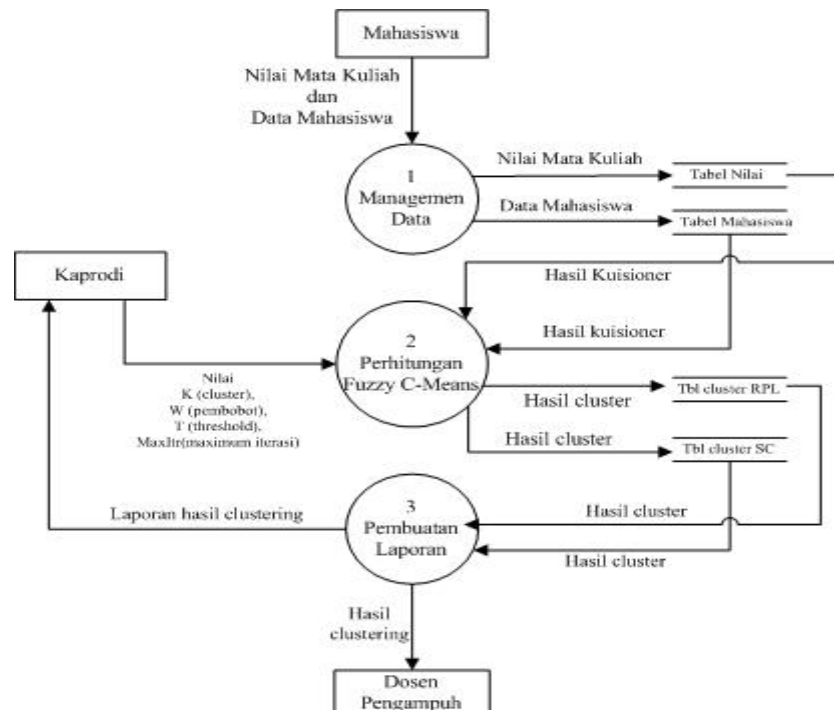 Mahasiswa
Nilai Mata Kuliah
dan
Data Mahasiswa
1
Managemen
Data
Nilai Mata Kuliah
Tabel Nilai
Data Mahasiswa
Tabel Mahasiswa
Kaprodi
Hasil Kuisioner
Hasil kuisioner
2
Perhitungan
Fuzzy C-Means
Nilai
K (cluster),
W (pembobot),
T (threshold),
MaxItr(maximum iterasi)
Hasil cluster
Tbl cluster RPL
Hasil cluster
Tbl cluster SC
3
Pembuatan
Laporan
Laporan hasil clustering
Hasil cluster
Hasil cluster
Hasil
clustering
Dosen
Pengampuh